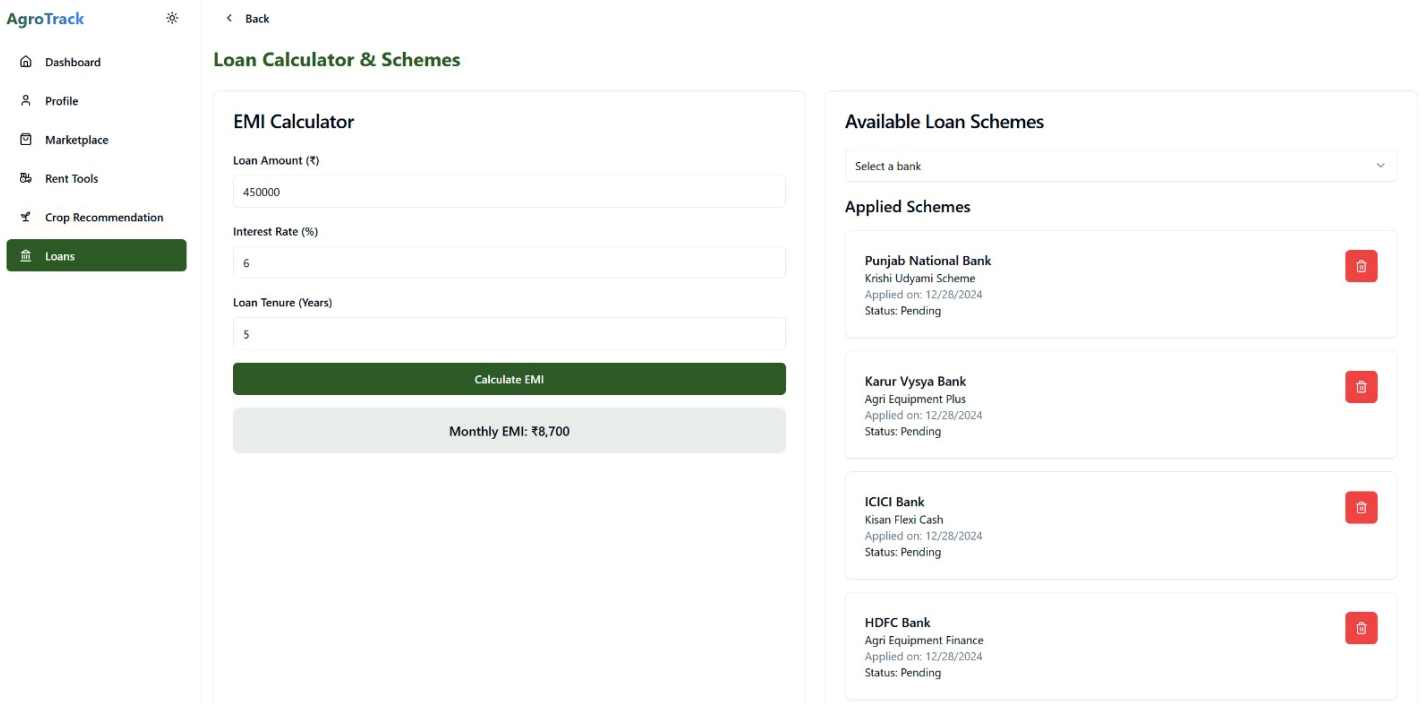 AgroTrack
Dashboard
Profile
Marketplace
Rent Tools
Crop Recommendation
Loans
Back
Loan Calculator & Schemes
EMI Calculator
Loan Amount (₹)
450000
Interest Rate (%)
6
Loan Tenure (Years)
5
Calculate EMI
Monthly EMI: ₹8,700
Available Loan Schemes
Select a bank
Applied Schemes
Punjab National Bank
Krishi Udyami Scheme
Applied on: 12/28/2024
Status: Pending
Karur Vysya Bank
Agri Equipment Plus
Applied on: 12/28/2024
Status: Pending
ICICI Bank
Kisan Flexi Cash
Applied on: 12/28/2024
Status: Pending
HDFC Bank
Agri Equipment Finance
Applied on: 12/28/2024
Status: Pending